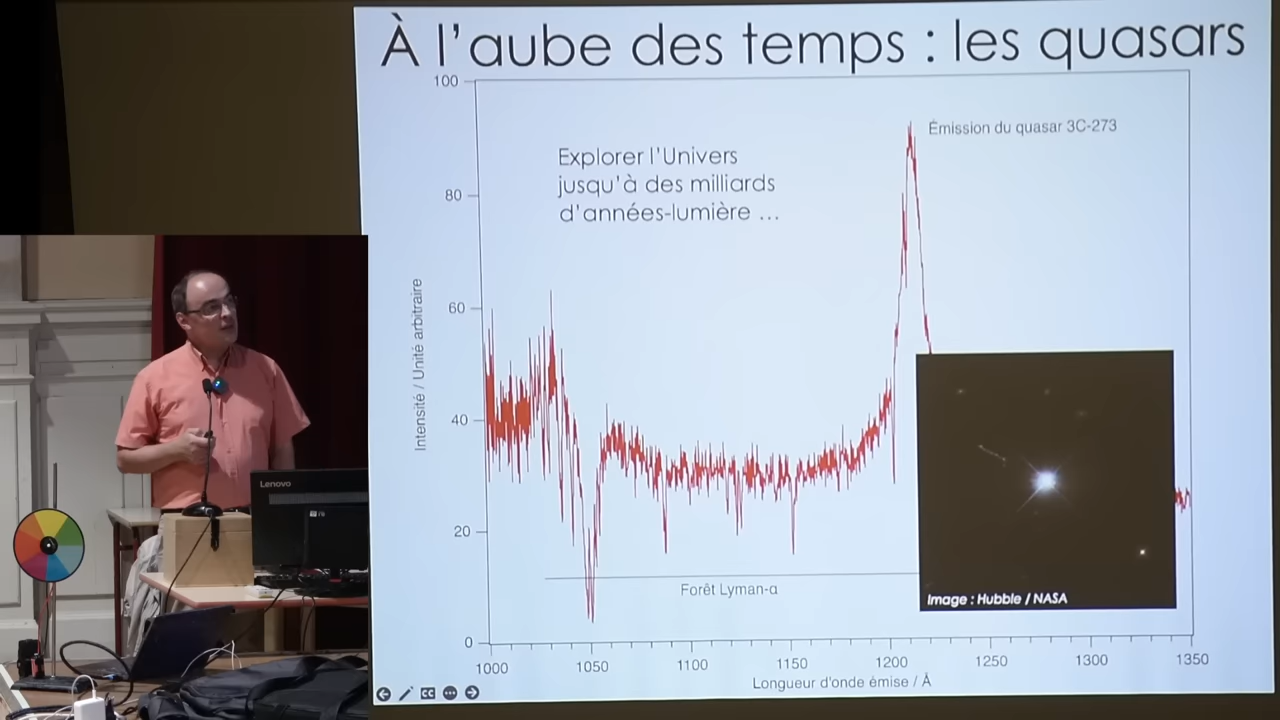 À l'aube des temps : les quasars
100
Émission du quasar 3C-273
Explorer l'Univers
jusqu'à des milliards
d'années-lumière ...
80
60
Intensité / Unité arbitraire
40
20
Forêt Lyman-α
Image : Hubble / NASA
0
1000 1050 1100 1150 1200 1250 1300 1350
Longueur d'onde émise / Å
Lenovo
CC